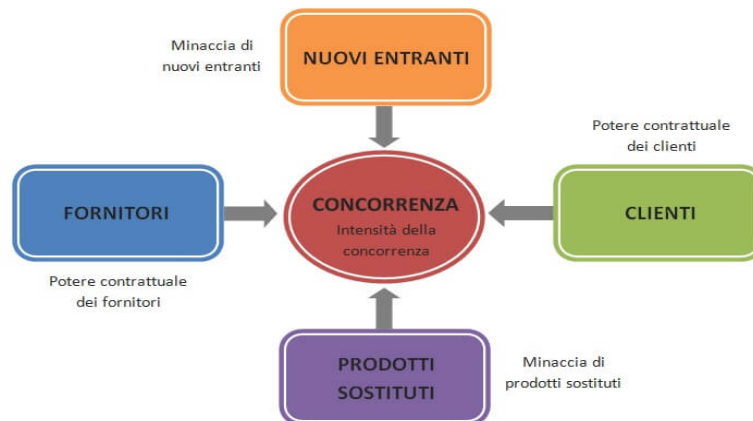 Minaccia di
nuovi entranti
NUOVI ENTRANTI
Potere contrattuale
dei clienti
FORNITORI
CONCORRENZA
Intensità della
concorrenza
CLIENTI
Potere contrattuale
dei fornitori
PRODOTTI
SOSTITUTI
Minaccia di
prodotti sostituti